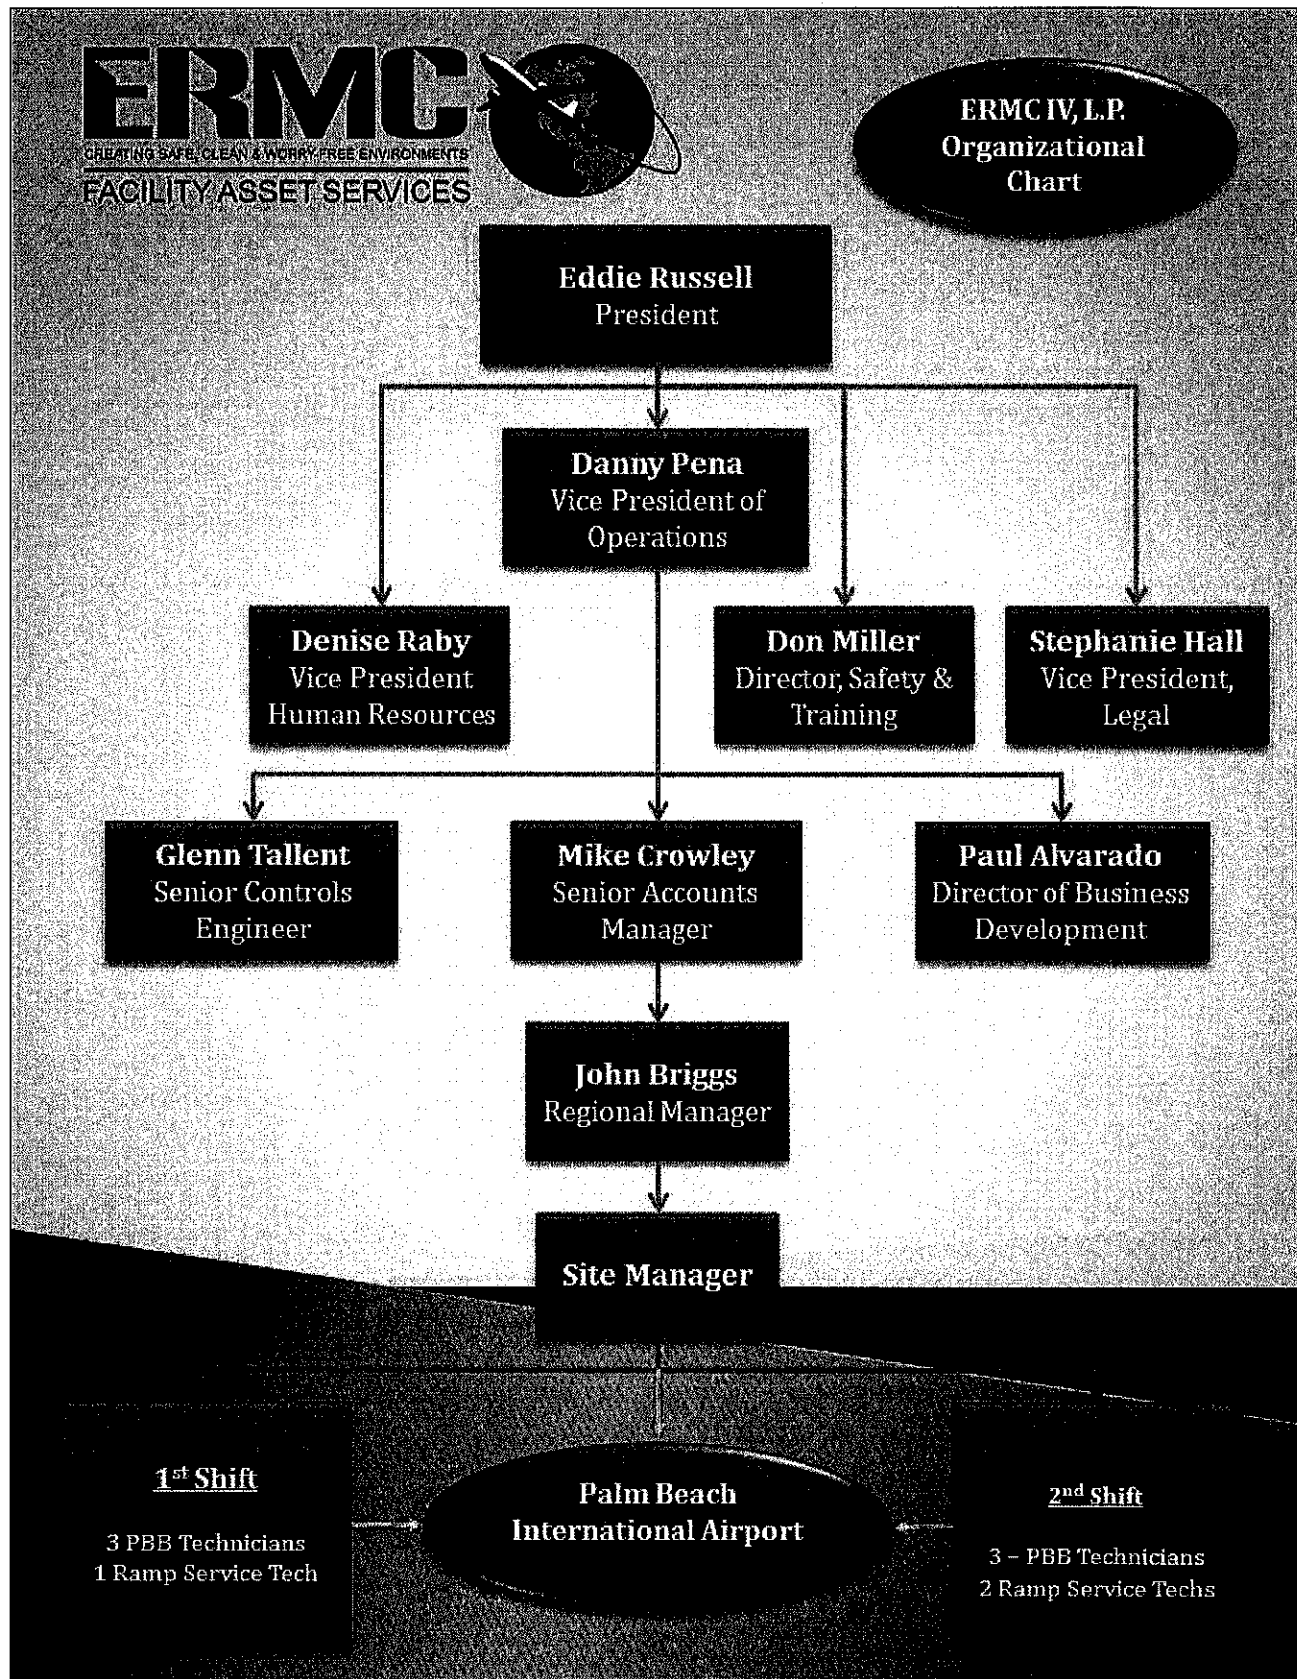 ERMC
CREATING SAFE, CLEAN & WORRY-FREE ENVIRONMENTS
FACILITY ASSET SERVICES
ERMC IV, L.P.
Organizational
Chart
Eddie Russell
President
Danny Pena
Vice President of
Operations
Denise Raby
Vice President
Human Resources
Don Miller
Director, Safety &
Training
Stephanie Hall
Vice President,
Legal
Glenn Tallent
Senior Controls
Engineer
Mike Crowley
Senior Accounts
Manager
Paul Alvarado
Director of Business
Development
John Briggs
Regional Manager
Site Manager
1st Shift
3 PBB Technicians
1 Ramp Service Tech
Palm Beach
International Airport
2nd Shift
3 – PBB Technicians
2 Ramp Service Techs